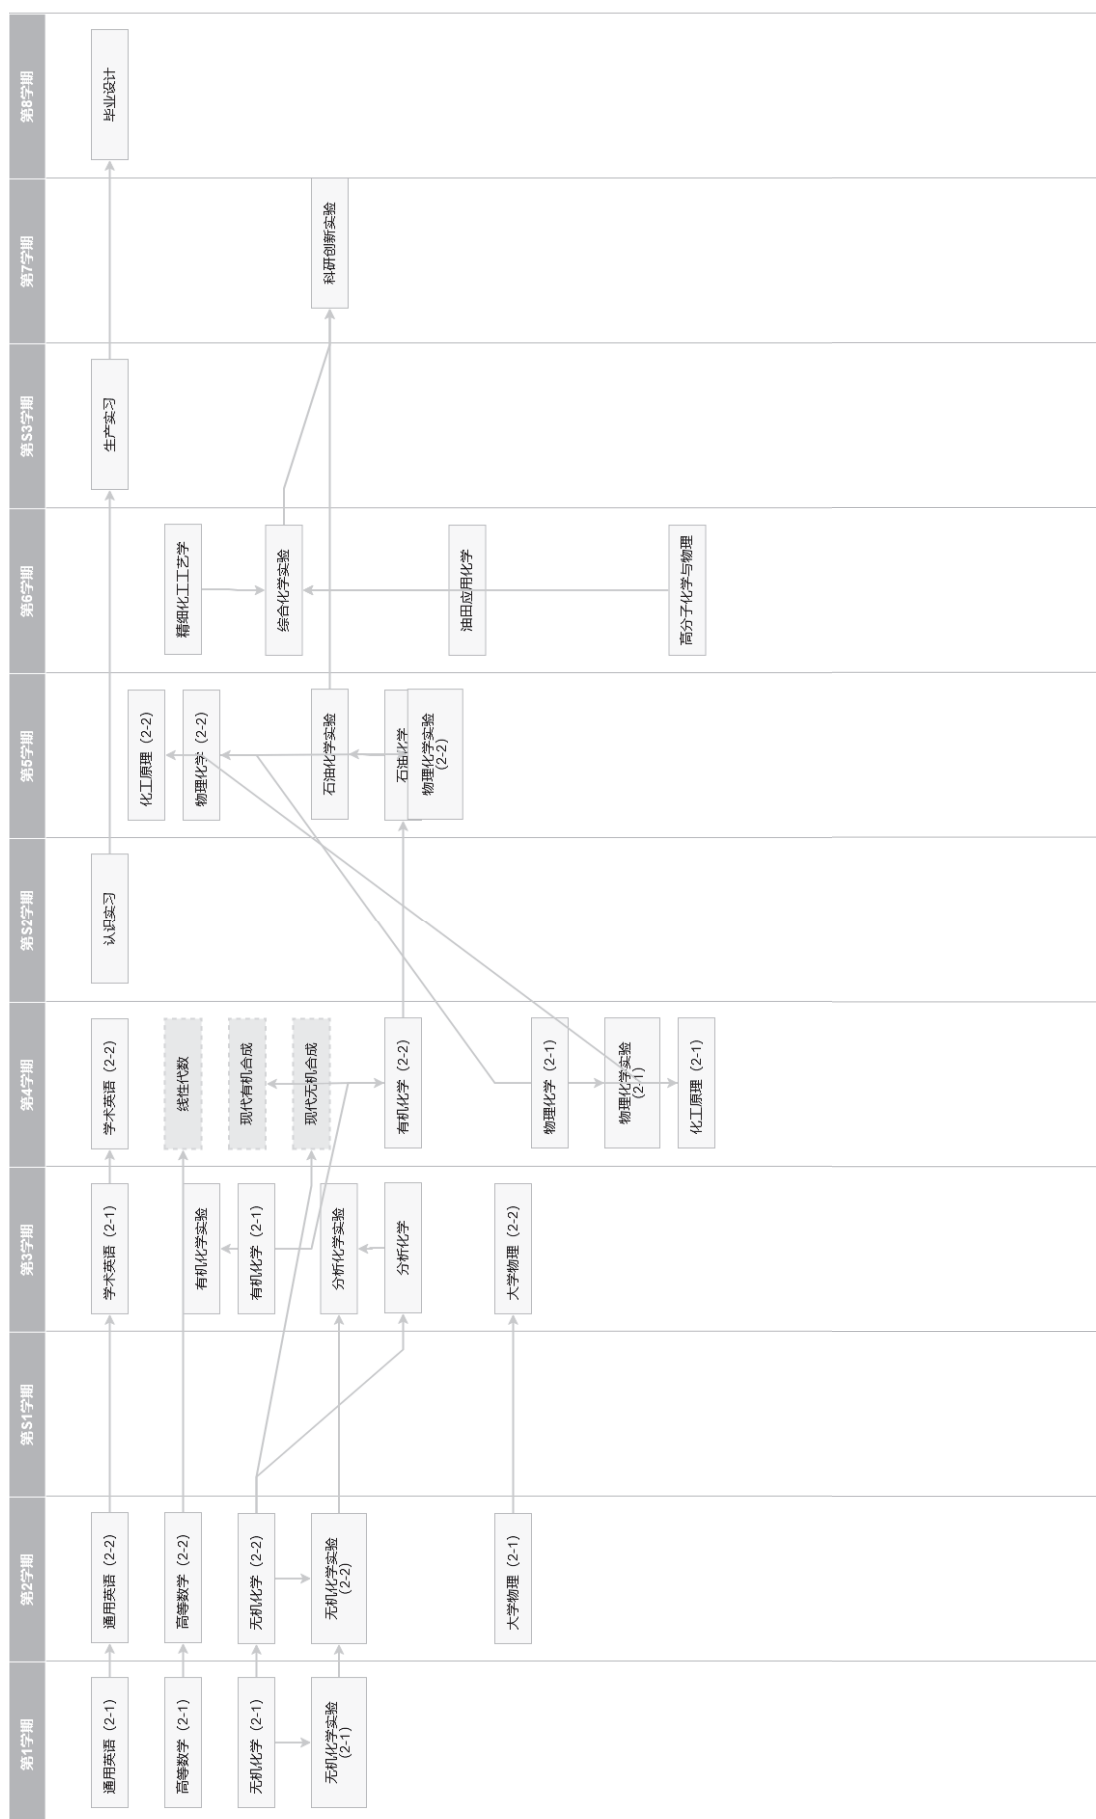 第1学期
通用英语（2-1）
高等数学（2-1）
无机化学（2-1）
无机化学实验
（2-1）
第2学期
通用英语（2-2）
高等数学（2-2）
无机化学（2-2）
无机化学实验
（2-2）
大学物理（2-1）
第S1学期
第3学期
学术英语（2-1）
有机化学实验
有机化学（2-1）
分析化学实验
分析化学
大学物理（2-2）
第4学期
学术英语（2-2）
线性代数
现代有机合成
现代无机合成
有机化学（2-2）
物理化学（2-1）
物理化学实验
（2-1）
化工原理（2-1）
第S2学期
认识实习
第5学期
化工原理（2-2）
物理化学（2-2）
石油化学实验
石油化学
物理化学实验
（2-2）
第6学期
精细化工工艺学
综合化学实验
油田应用化学
高分子化学与物理
第S3学期
生产实习
第7学期
科研创新实验
第8学期
毕业设计